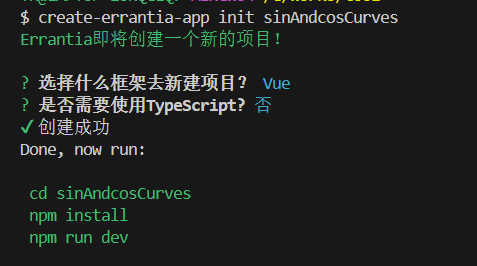 $ create-errantia-app init sinAndcosCurves
Errantia即将创建一个新的项目！
? 选择什么框架去新建项目？ Vue
? 是否需要使用TypeScript? 否
✔创建成功
Done, now run:
cd sinAndcosCurves
npm install
npm run dev